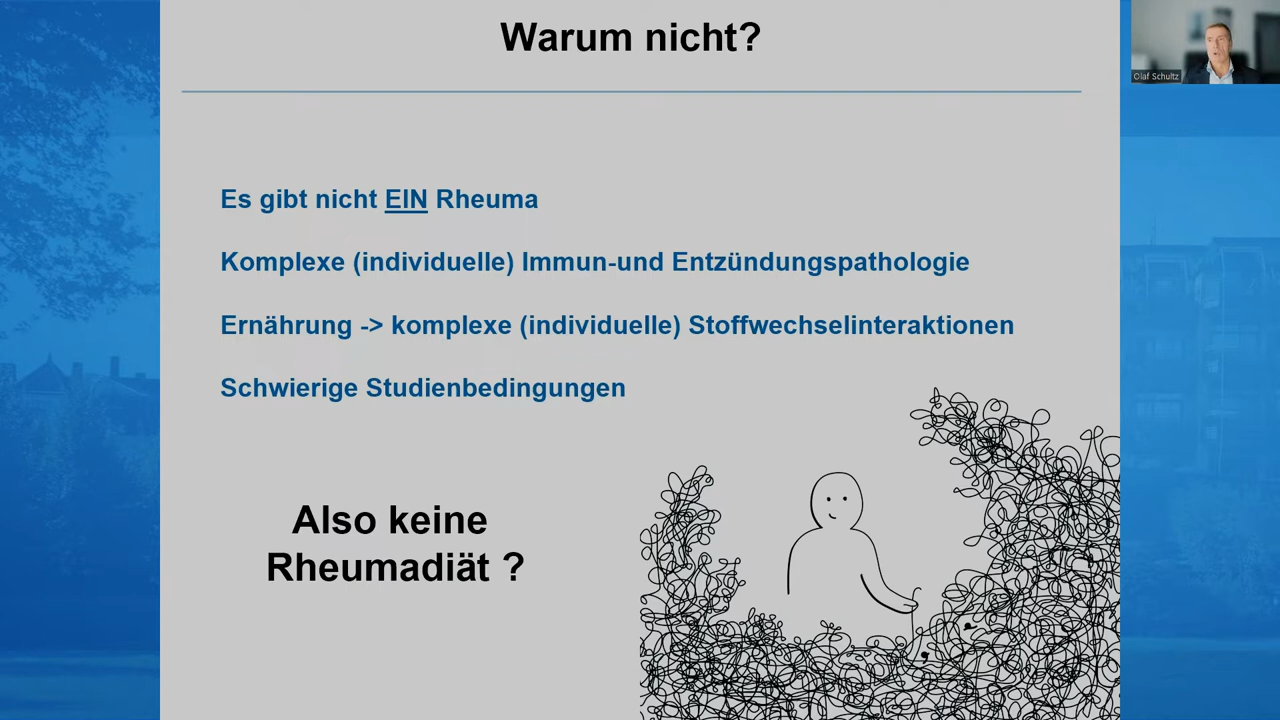 Warum nicht?
Olaf Schultz
Es gibt nicht EIN Rheuma
Komplexe (individuelle) Immun-und Entzündungspathologie
Ernährung -> komplexe (individuelle) Stoffwechselinteraktionen
Schwierige Studienbedingungen
Also keine
Rheumadiät ?